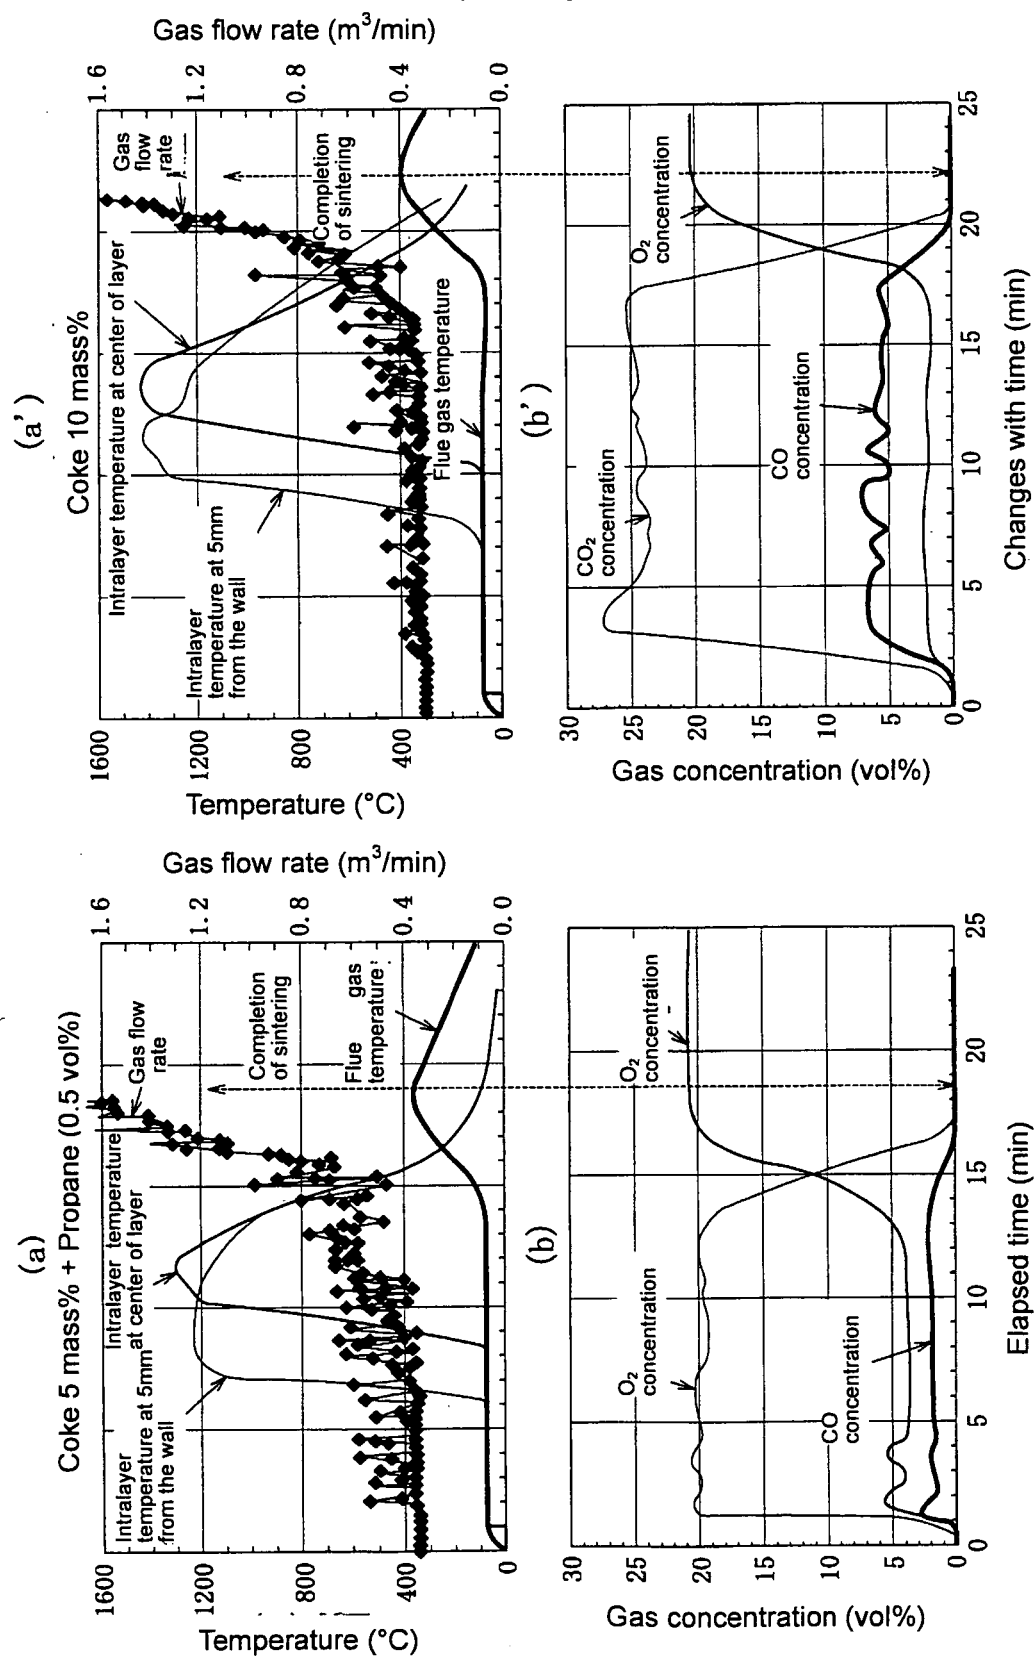 (a)
Coke 5 mass% + Propane (0.5 vol%)
Temperature (°C)
1600
1200
800
400
0
Gas flow rate (m³/min)
1.6
1.2
0.8
0.4
0.0
Intralayer
temperature at 5mm
from the wall
Intralayer temperature
at center of layer
Gas flow
rate
Completion
of sintering
Flue gas
temperature
(b)
Gas concentration (vol%)
30
25
20
15
10
5
0
O₂
concentration
CO
concentration
O₂
concentration
0
5
10
15
20
25
Elapsed time (min)
(a')
Coke 10 mass%
Temperature (°C)
1600
1200
800
400
0
Gas flow rate (m³/min)
1.6
1.2
0.8
0.4
0.0
Intralayer temperature at center of layer
Intralayer
temperature at 5mm
from the wall
Gas
flow
rate
Completion
of sintering
Flue gas temperature
(b')
Gas concentration (vol%)
30
25
20
15
10
5
0
CO₂
concentration
CO
concentration
O₂
concentration
0
5
10
15
20
25
Changes with time (min)